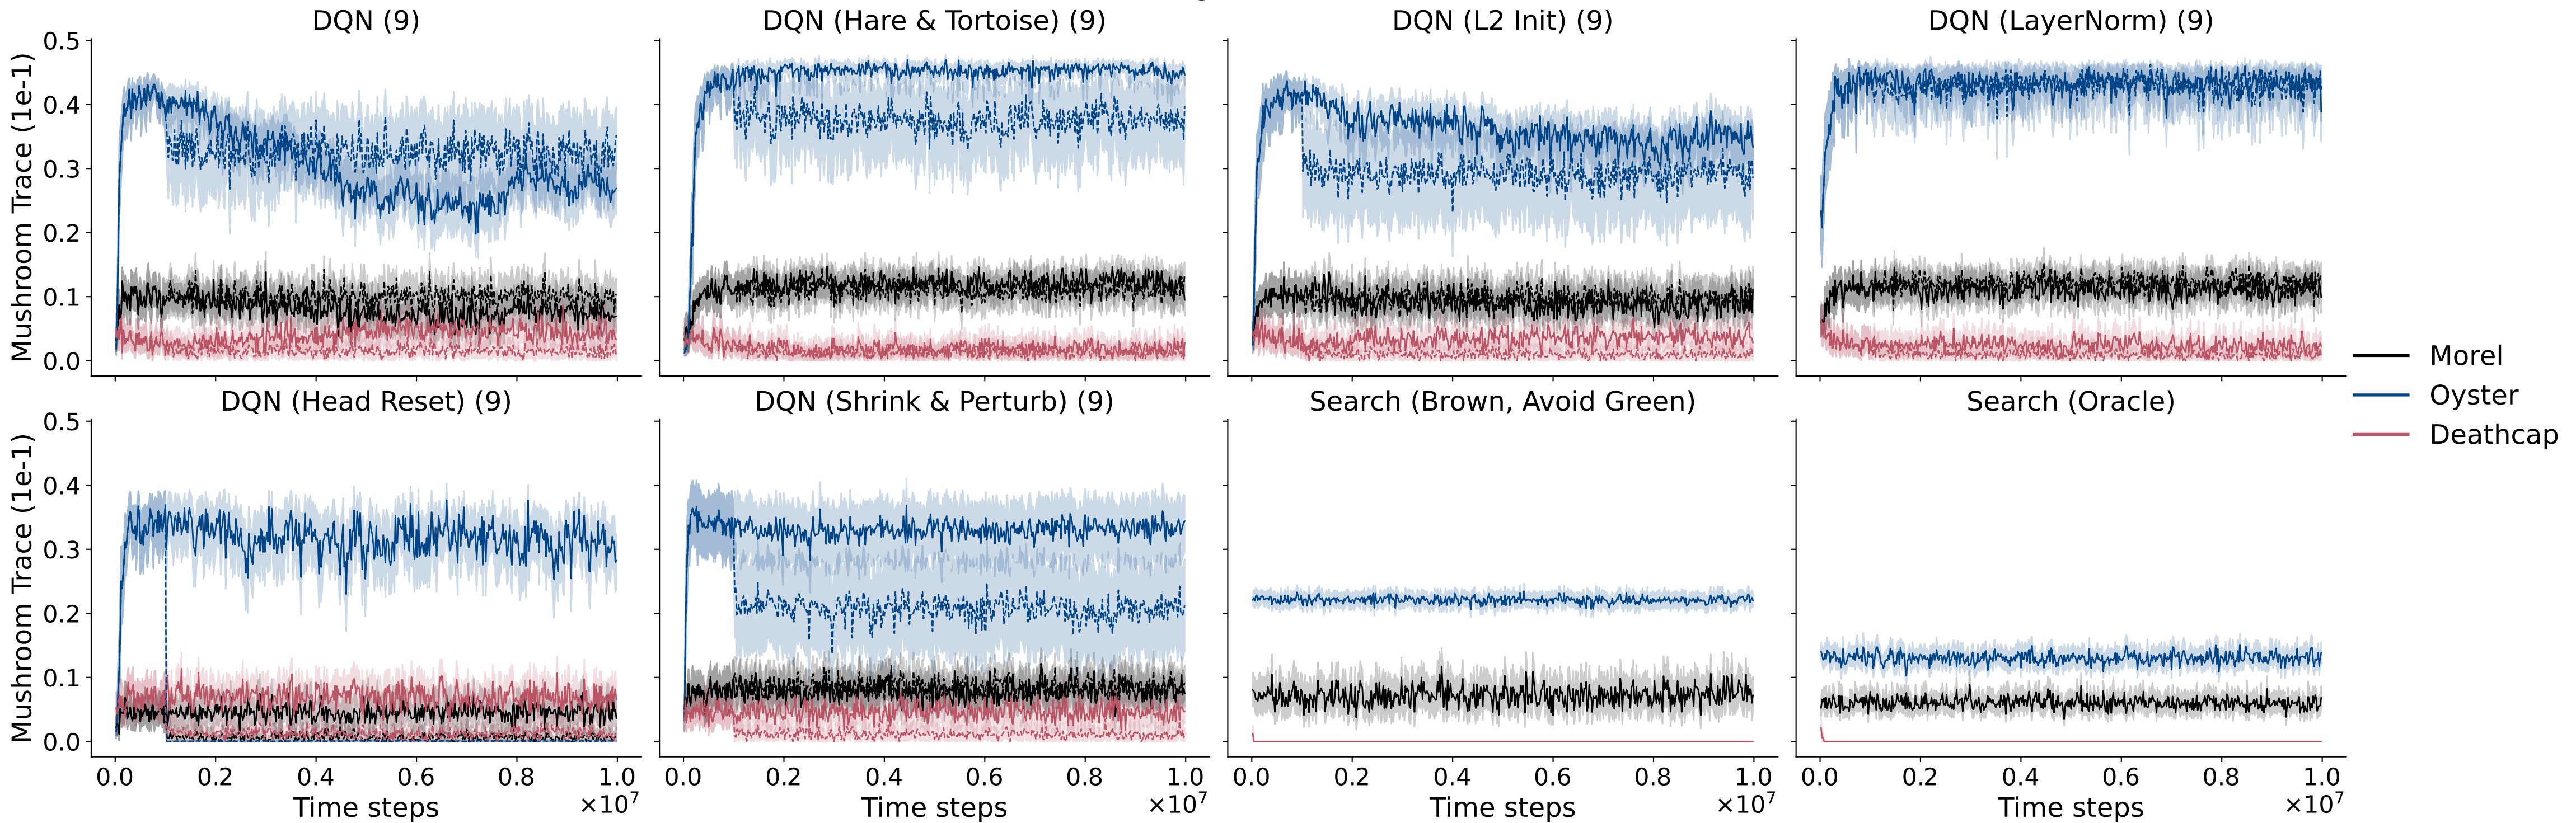 DQN (9)
DQN (Hare & Tortoise) (9)
DQN (L2 Init) (9)
DQN (LayerNorm) (9)
Mushroom Trace (1e-1)
0.5
0.4
0.3
0.2
0.1
0.0
Morel
Oyster
Deathcap
DQN (Head Reset) (9)
DQN (Shrink & Perturb) (9)
Search (Brown, Avoid Green)
Search (Oracle)
Mushroom Trace (1e-1)
0.5
0.4
0.3
0.2
0.1
0.0
0.0 0.2 0.4 0.6 0.8 1.0
0.0 0.2 0.4 0.6 0.8 1.0
0.0 0.2 0.4 0.6 0.8 1.0
0.0 0.2 0.4 0.6 0.8 1.0
Time steps ×10⁷
Time steps ×10⁷
Time steps ×10⁷
Time steps ×10⁷